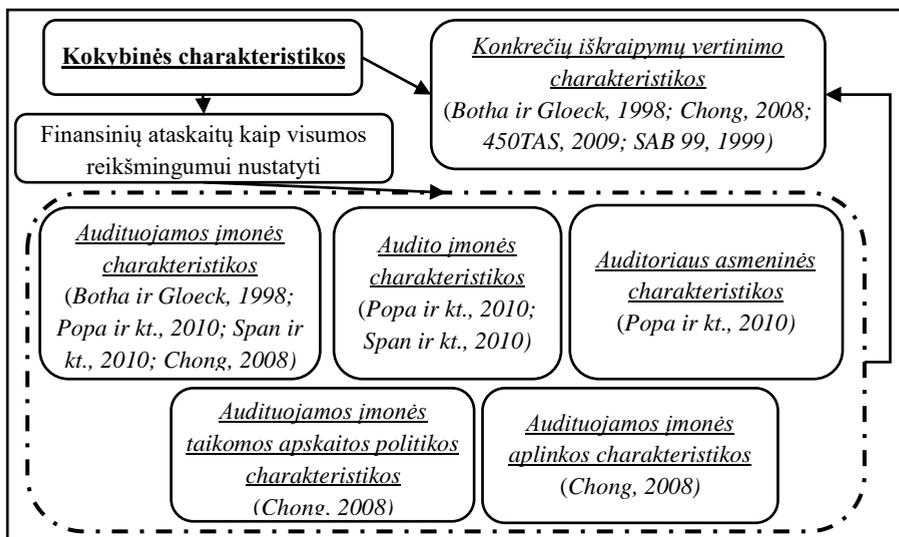 Kokybinės charakteristikos
Konkrečių iškraipymų vertinimo
charakteristikos
(Botha ir Gloeck, 1998; Chong, 2008;
450TAS, 2009; SAB 99, 1999)
Finansinių ataskaitų kaip visumos
reikšmingumui nustatyti
Audituojamos įmonės
charakteristikos
(Botha ir Gloeck, 1998;
Popa ir kt., 2010; Span ir
kt., 2010; Chong, 2008)
Audito įmonės
charakteristikos
(Popa ir kt., 2010;
Span ir kt., 2010)
Auditoriaus asmeninės
charakteristikos
(Popa ir kt., 2010)
Audituojamos įmonės
taikomos apskaitos politikos
charakteristikos
(Chong, 2008)
Audituojamos įmonės
aplinkos charakteristikos
(Chong, 2008)